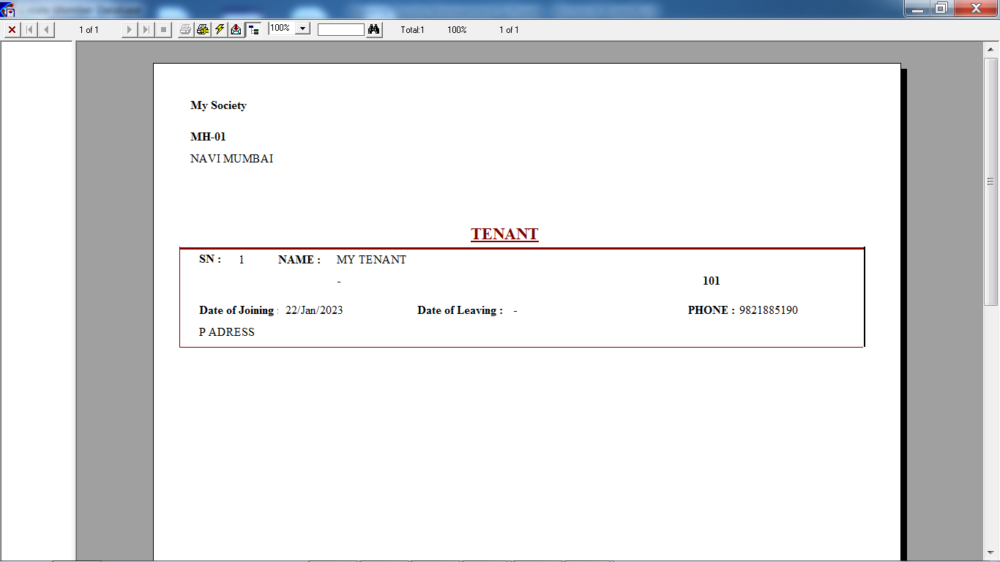 1 of 1
100%
Total:1
100%
1 of 1
My Society
MH-01
NAVI MUMBAI
TENANT
SN : 1 NAME : MY TENANT
- 101
Date of Joining : 22/Jan/2023 Date of Leaving : - PHONE : 9821885190
P ADRESS